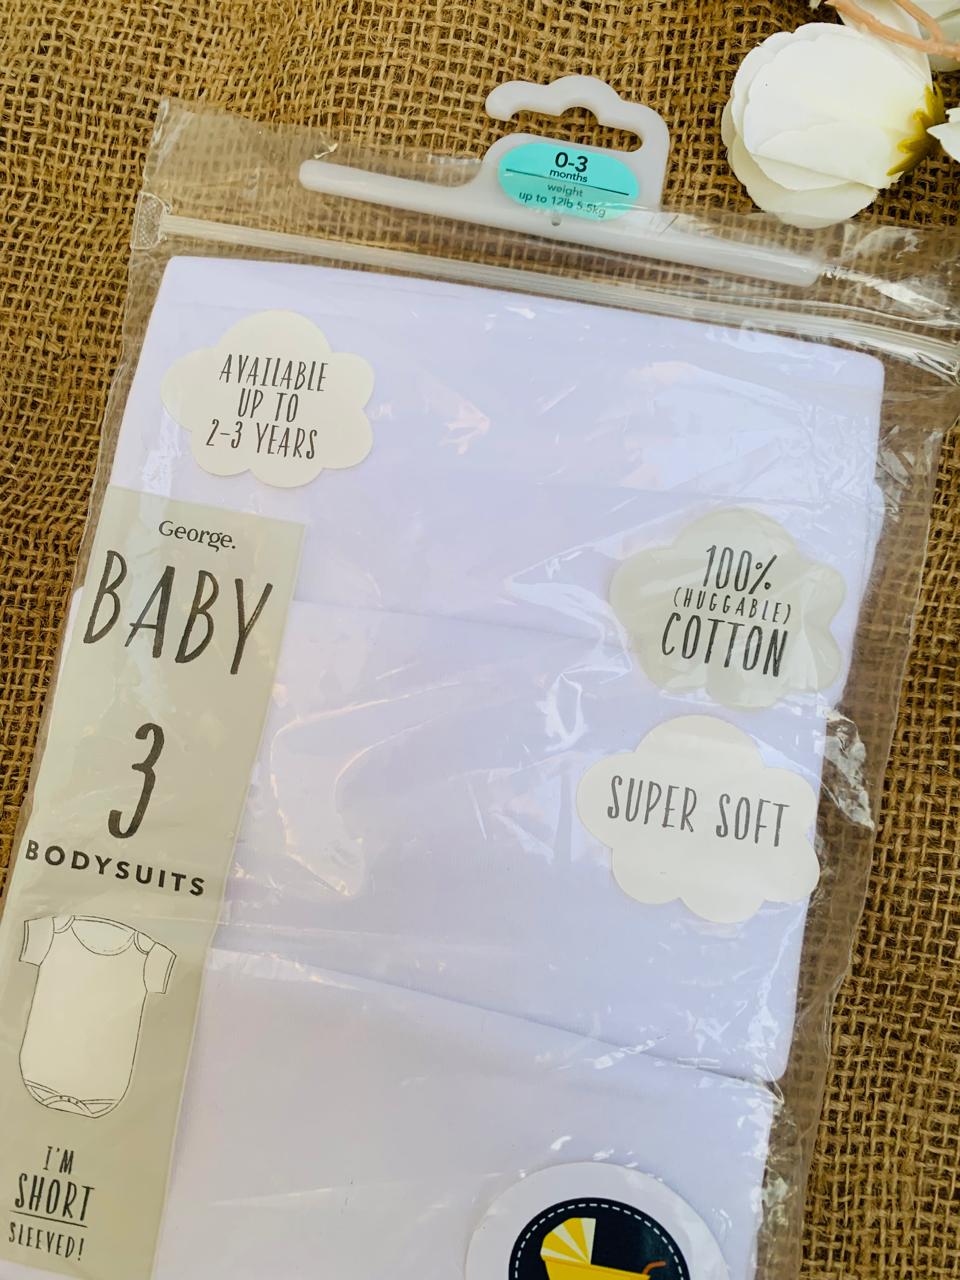 0-3
months
weight
up to 12lb 5.5kg
AVAILABLE
UP TO
2-3 YEARS
George.
BABY
3
BODYSUITS
I'M
SHORT
SLEEVED!
100%
(HUGGABLE)
COTTON
SUPER SOFT